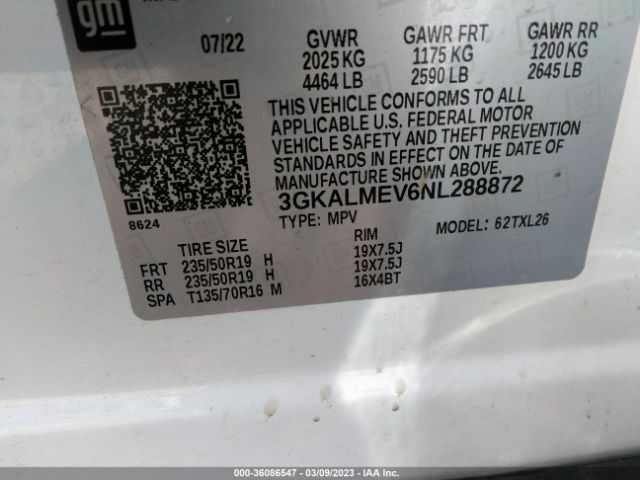 gm
07/22 GVWR GAWR FRT GAWR RR
2025 KG 1175 KG 1200 KG
4464 LB 2590 LB 2645 LB
THIS VEHICLE CONFORMS TO ALL
APPLICABLE U.S. FEDERAL MOTOR
VEHICLE SAFETY AND THEFT PREVENTION
STANDARDS IN EFFECT ON THE DATE OF
MANUFACTURE SHOWN ABOVE.
3GKALMEV6NL288872
8624 TYPE: MPV MODEL: 62TXL26
TIRE SIZE RIM
FRT 235/50R19 H 19X7.5J
RR 235/50R19 H 19X7.5J
SPA T135/70R16 M 16X4BT
000-36086547 - 03/09/2023 - IAA Inc.